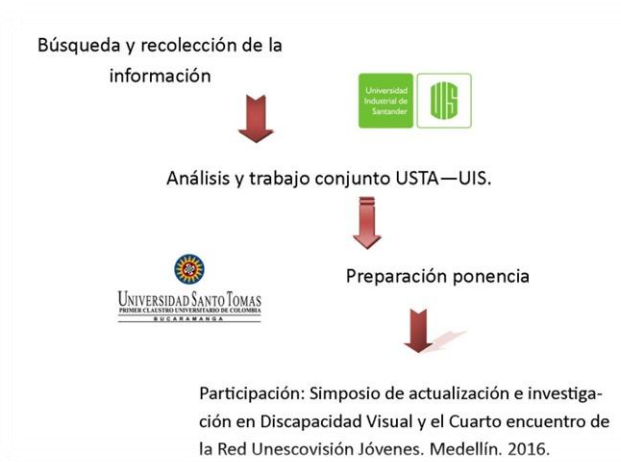 Búsqueda y recolección de la
información
Universidad
Industrial de
Santander
UIS
Análisis y trabajo conjunto USTA—UIS.
Preparación ponencia
UNIVERSIDAD SANTO TOMAS
PRIMER CLAUSTRO UNIVERSITARIO DE COLOMBIA
BUCARAMANGA
Participación: Simposio de actualización e investiga-
ción en Discapacidad Visual y el Cuarto encuentro de
la Red Unescovisión Jóvenes. Medellín. 2016.